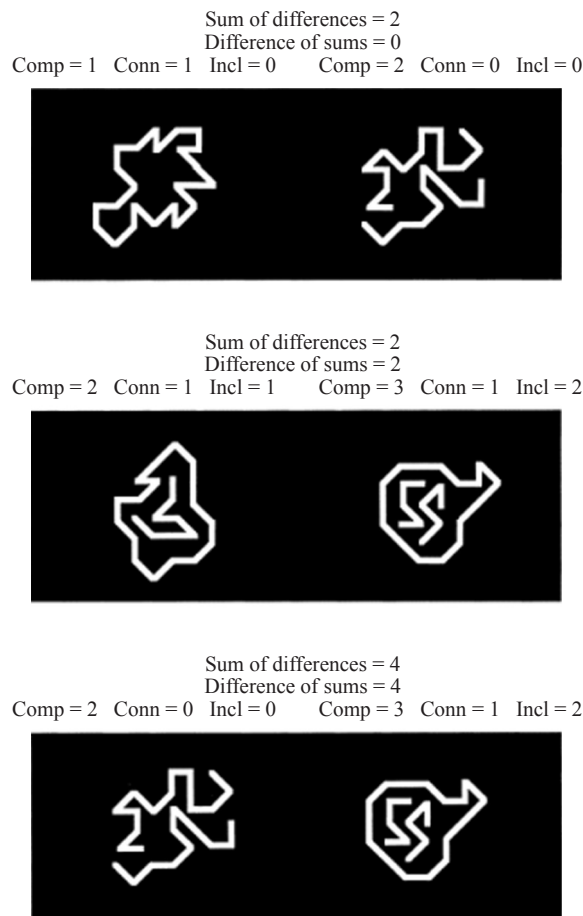 Sum of differences = 2
Difference of sums = 0
Comp = 1 Conn = 1 Incl = 0 Comp = 2 Conn = 0 Incl = 0
Sum of differences = 2
Difference of sums = 2
Comp = 2 Conn = 1 Incl = 1 Comp = 3 Conn = 1 Incl = 2
Sum of differences = 4
Difference of sums = 4
Comp = 2 Conn = 0 Incl = 0 Comp = 3 Conn = 1 Incl = 2